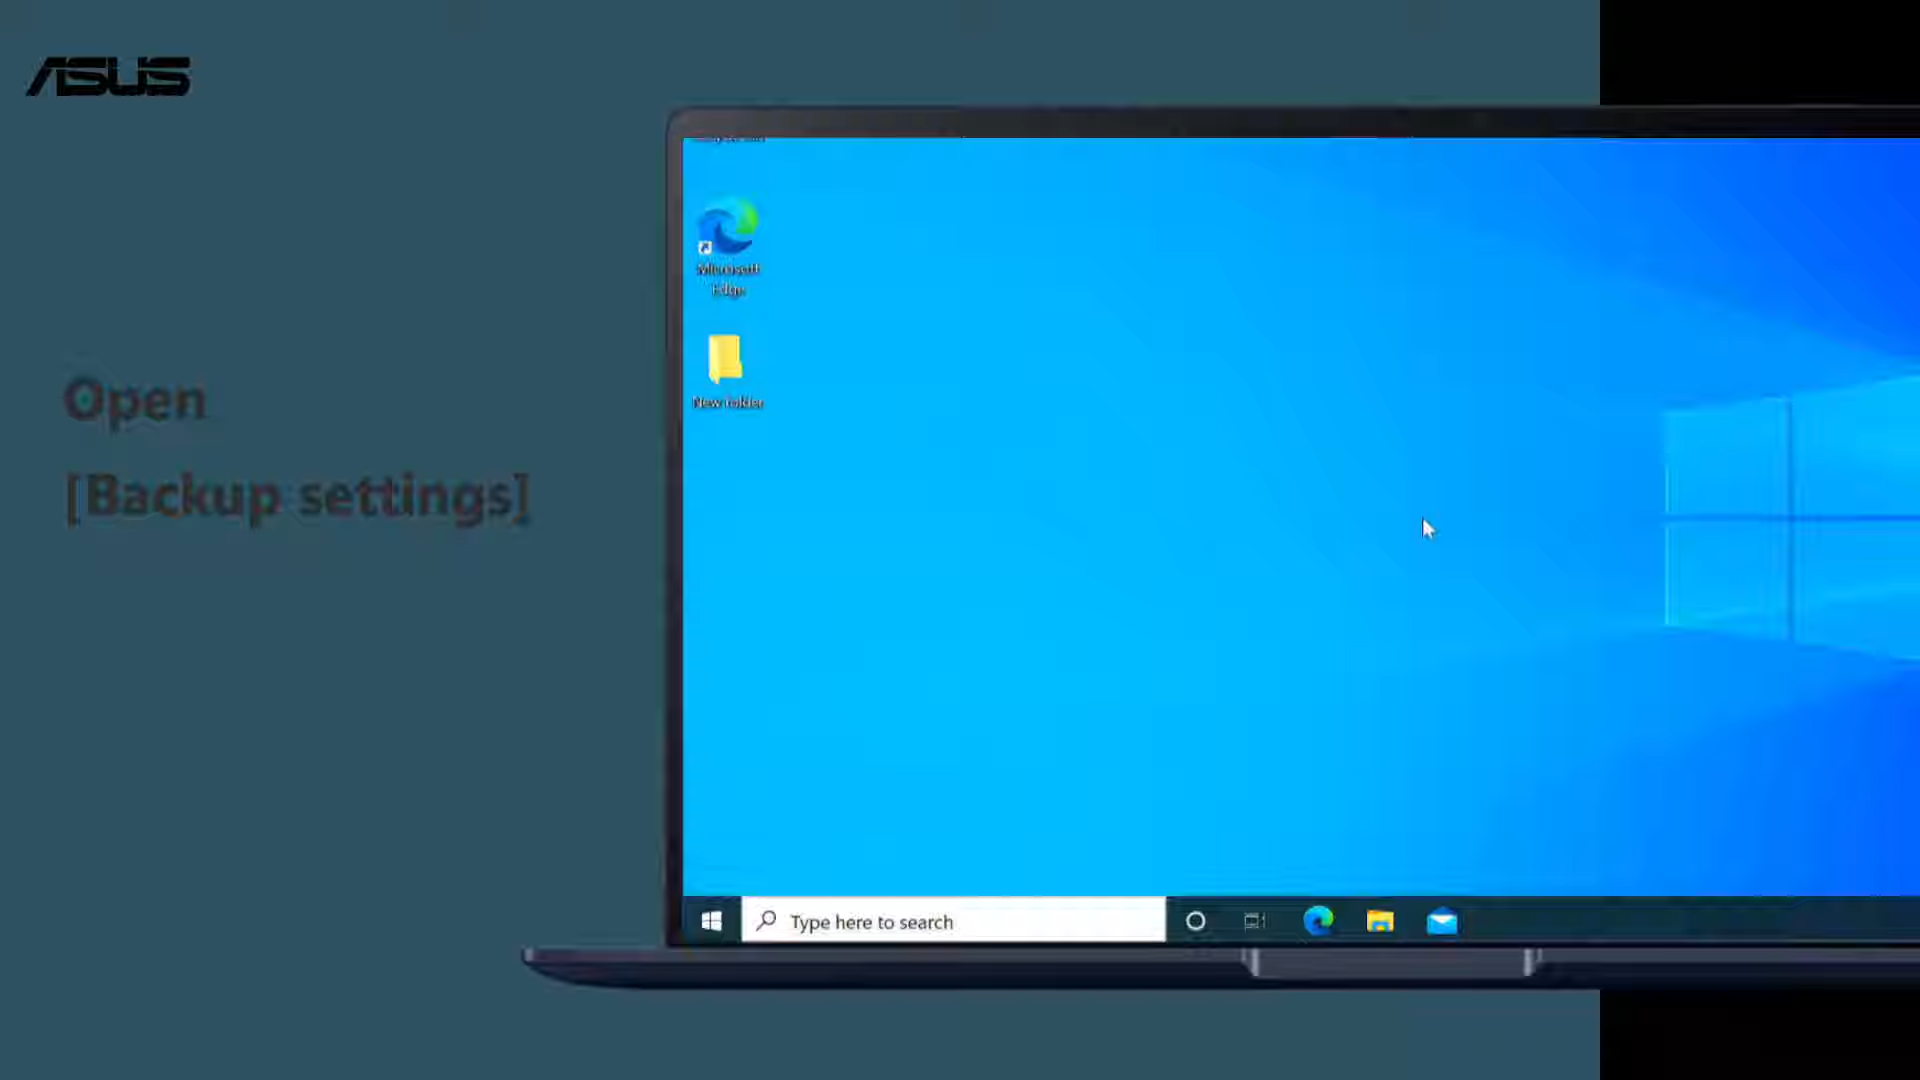 ASUS
Open
[Backup settings]
Microsoft
Edge
New folder
Type here to search